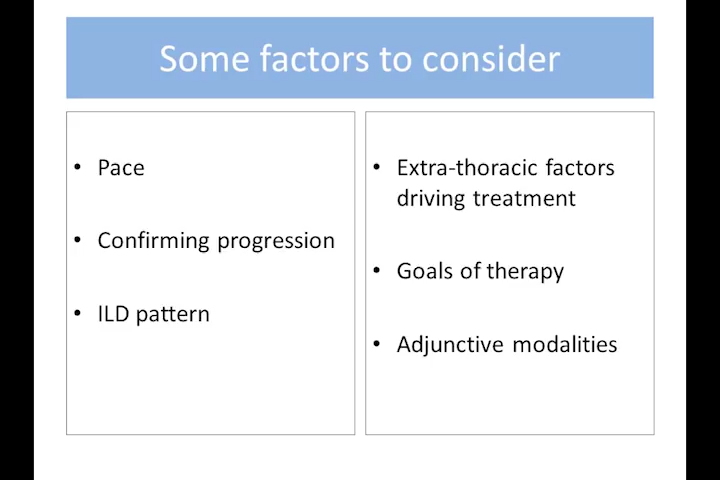 Some factors to consider
• Pace
• Confirming progression
• ILD pattern
• Extra-thoracic factors
driving treatment
• Goals of therapy
• Adjunctive modalities